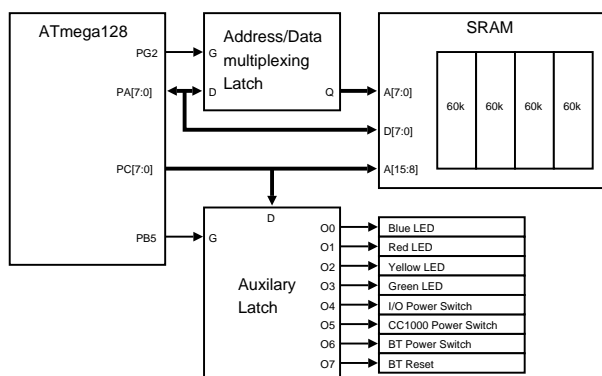 ATmega128
PG2
PA[7:0]
PC[7:0]
PB5
Address/Data
multiplexing
Latch
G
D
Q
SRAM
A[7:0]
D[7:0]
A[15:8]
60k 60k 60k 60k
D
G
Auxilary
Latch
O0 Blue LED
O1 Red LED
O2 Yellow LED
O3 Green LED
O4 I/O Power Switch
O5 CC1000 Power Switch
O6 BT Power Switch
O7 BT Reset